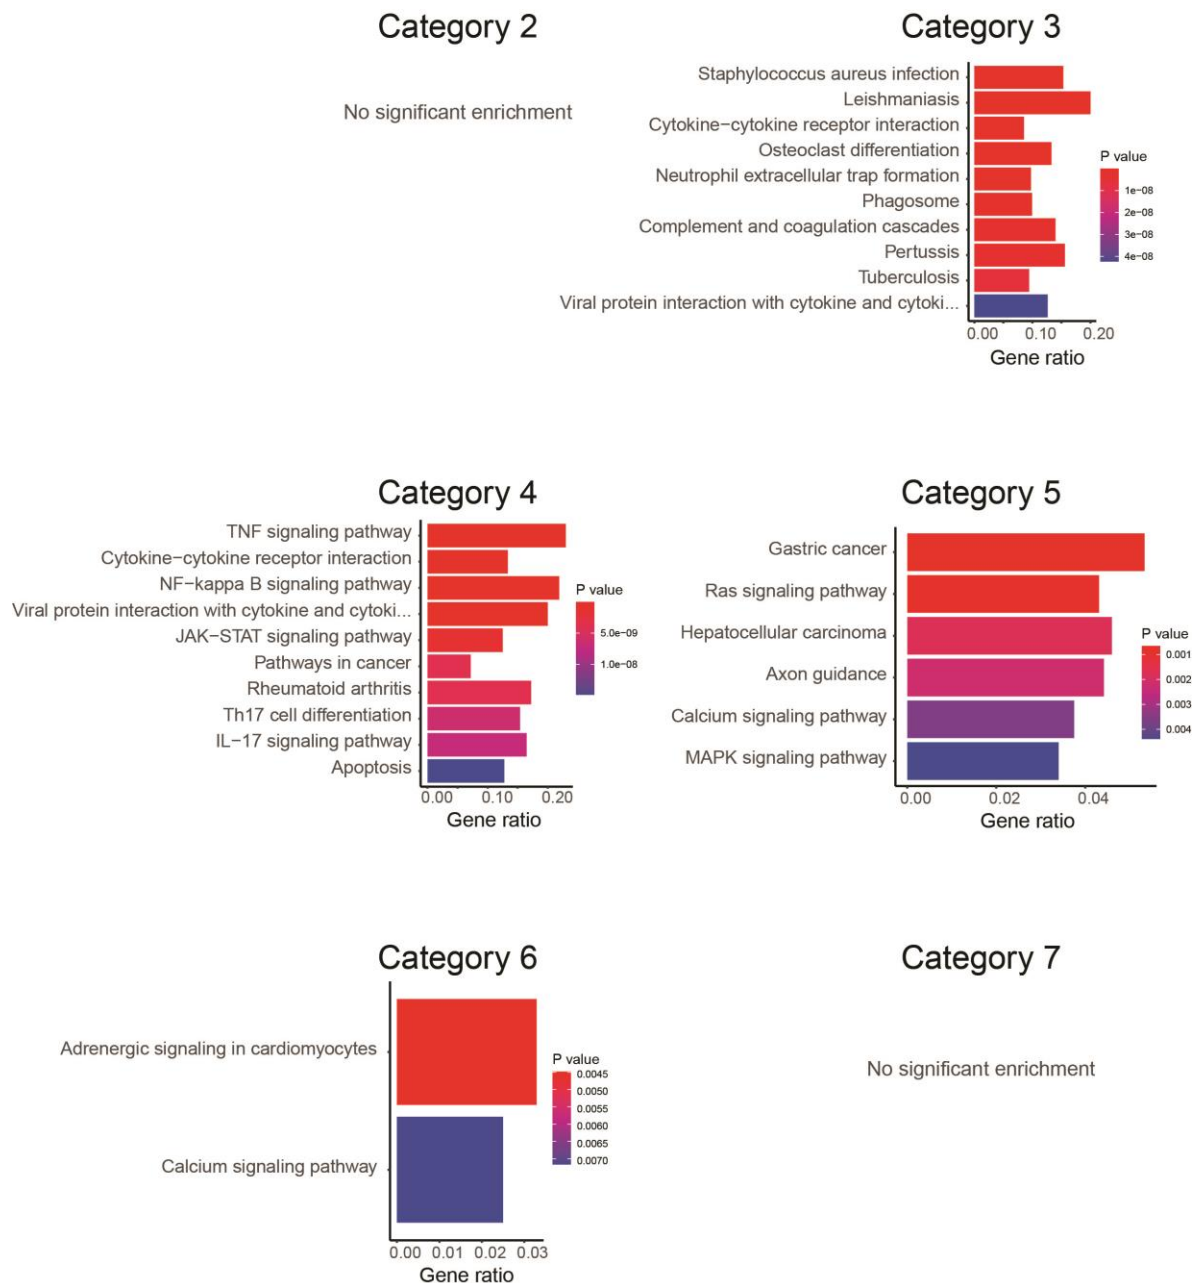 Category 2
No significant enrichment
Category 3
Staphylococcus aureus infection
Leishmaniasis
Cytokine−cytokine receptor interaction
Osteoclast differentiation
Neutrophil extracellular trap formation
Phagosome
Complement and coagulation cascades
Pertussis
Tuberculosis
Viral protein interaction with cytokine and cytoki...
0.00 0.10 0.20
Gene ratio
P value
1e−08
2e−08
3e−08
4e−08
Category 4
TNF signaling pathway
Cytokine−cytokine receptor interaction
NF−kappa B signaling pathway
Viral protein interaction with cytokine and cytoki...
JAK−STAT signaling pathway
Pathways in cancer
Rheumatoid arthritis
Th17 cell differentiation
IL−17 signaling pathway
Apoptosis
0.00 0.10 0.20
Gene ratio
P value
5.0e−09
1.0e−08
Category 5
Gastric cancer
Ras signaling pathway
Hepatocellular carcinoma
Axon guidance
Calcium signaling pathway
MAPK signaling pathway
0.00 0.02 0.04
Gene ratio
P value
0.001
0.002
0.003
0.004
Category 6
Adrenergic signaling in cardiomyocytes
Calcium signaling pathway
0.00 0.01 0.02 0.03
Gene ratio
P value
0.0045
0.0050
0.0055
0.0060
0.0065
0.0070
Category 7
No significant enrichment